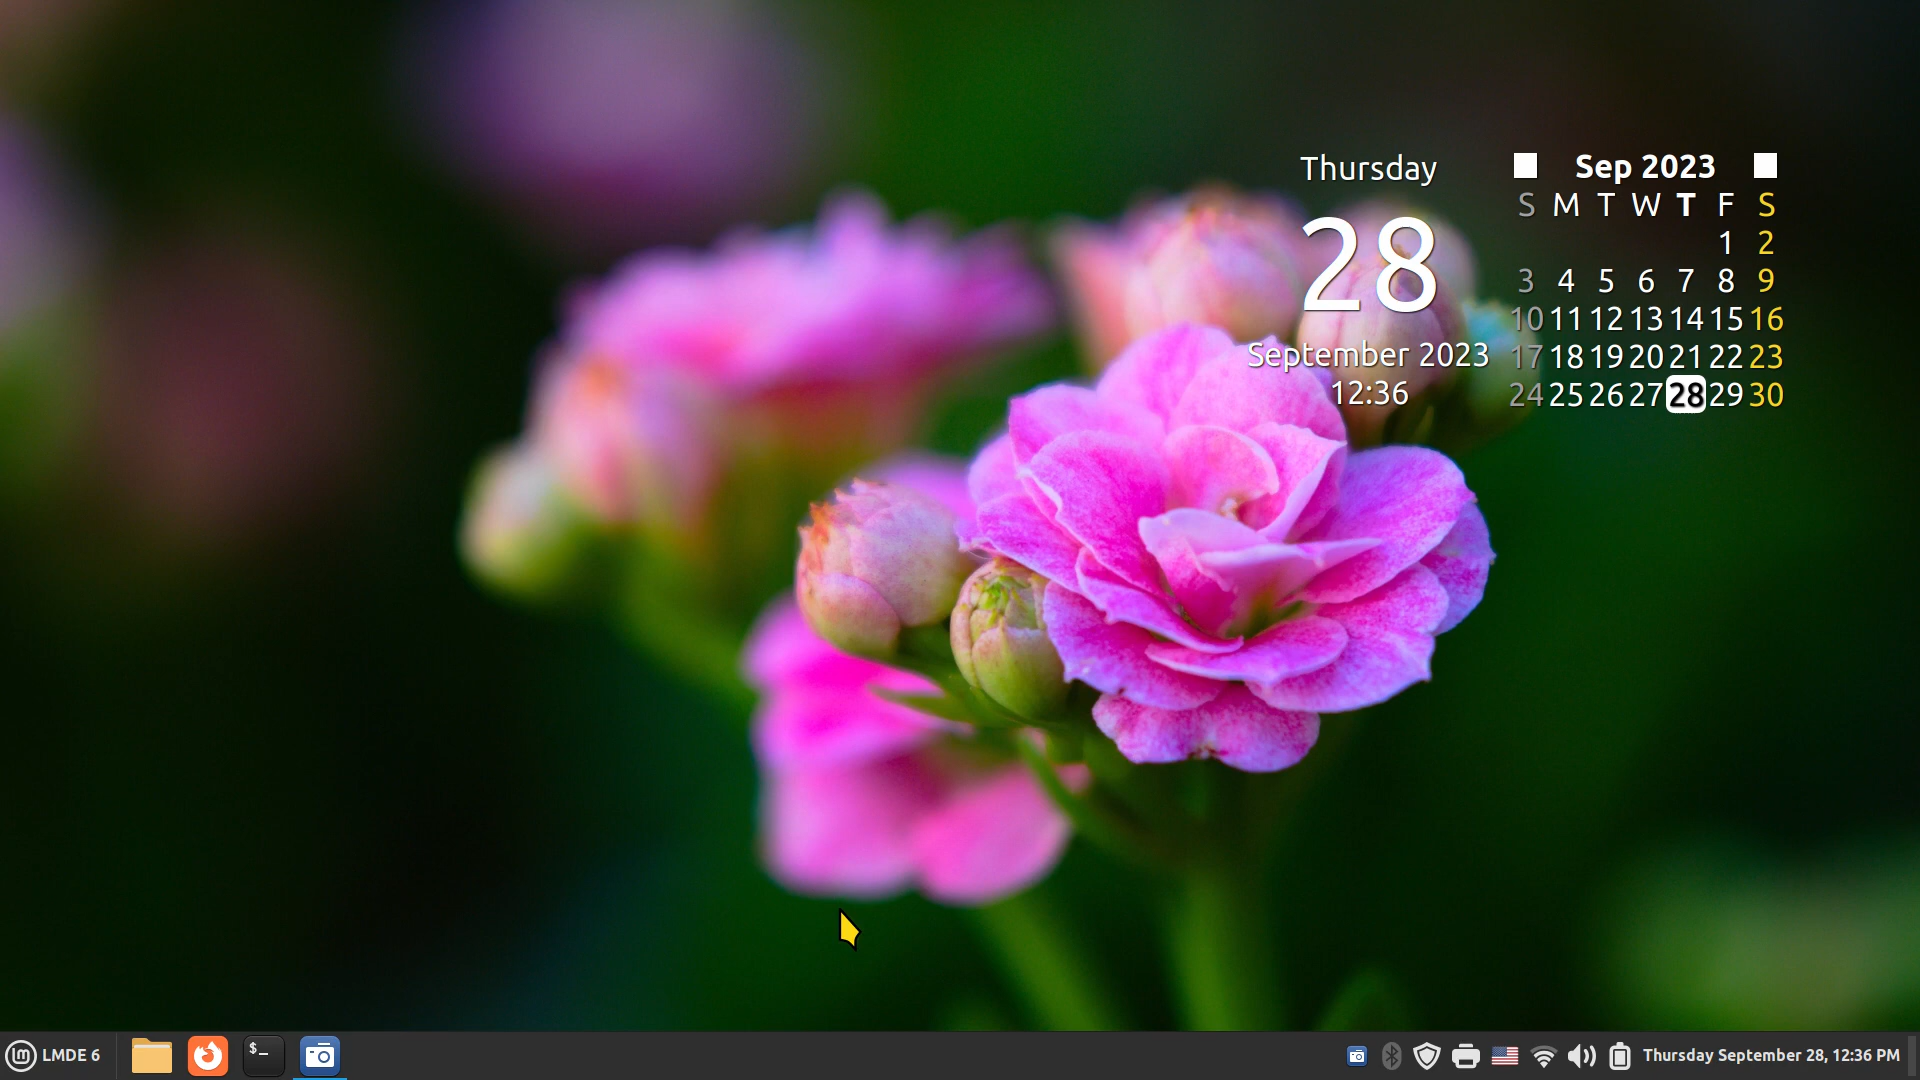 Thursday
28
September 2023
12:36
Sep 2023
S M T W T F S
1 2
3 4 5 6 7 8 9
10 11 12 13 14 15 16
17 18 19 20 21 22 23
24 25 26 27 28 29 30
LMDE 6
$_
Thursday September 28, 12:36 PM